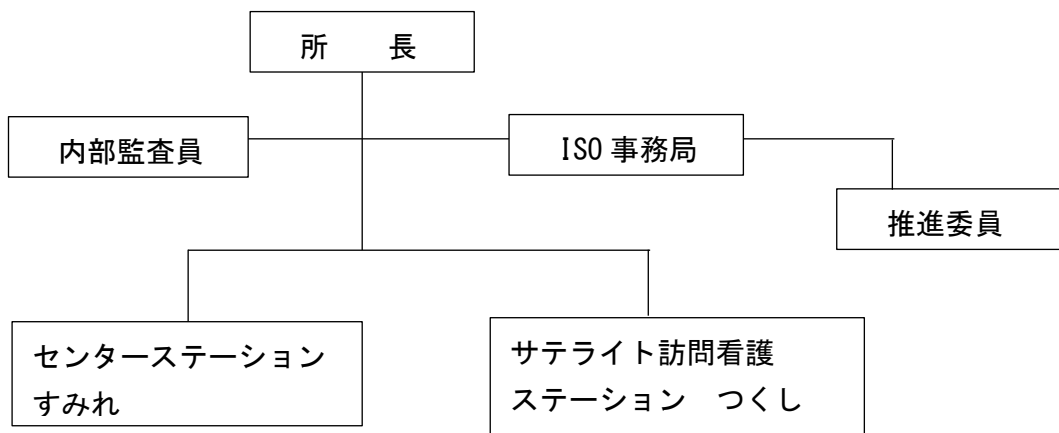 所　　長
内部監査員
ISO 事務局
推進委員
センターステーション
すみれ
サテライト訪問看護
ステーション　つくし